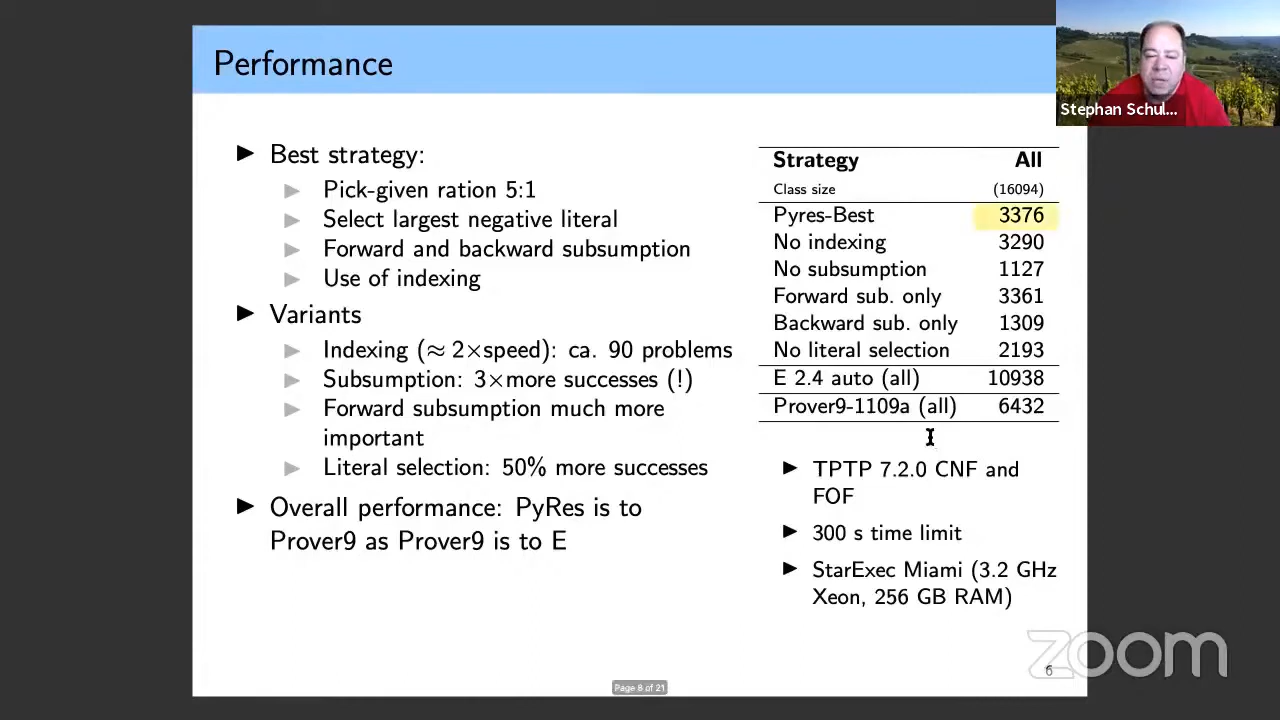 Performance
Stephan Schul...
▶ Best strategy:
▶ Pick-given ration 5:1
▶ Select largest negative literal
▶ Forward and backward subsumption
▶ Use of indexing
▶ Variants
▶ Indexing (≈ 2×speed): ca. 90 problems
▶ Subsumption: 3×more successes (!)
▶ Forward subsumption much more
important
▶ Literal selection: 50% more successes
▶ Overall performance: PyRes is to
Prover9 as Prover9 is to E
Strategy All
Class size (16094)
Pyres-Best 3376
No indexing 3290
No subsumption 1127
Forward sub. only 3361
Backward sub. only 1309
No literal selection 2193
E 2.4 auto (all) 10938
Prover9-1109a (all) 6432
▶ TPTP 7.2.0 CNF and
FOF
▶ 300 s time limit
▶ StarExec Miami (3.2 GHz
Xeon, 256 GB RAM)
zoom
6
Page 8 of 21